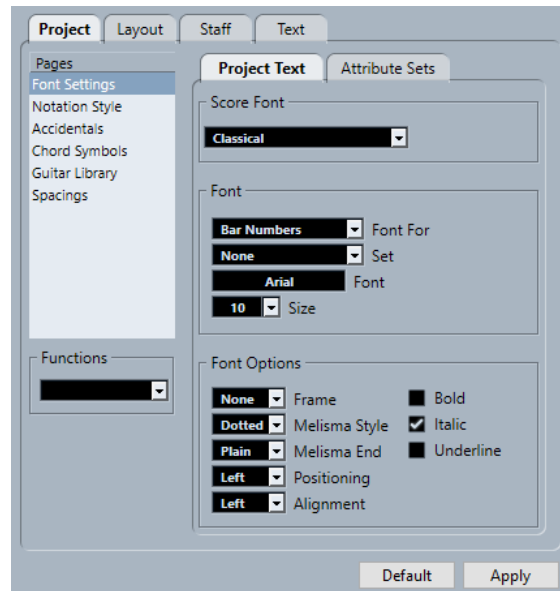 Project Layout Staff Text
Pages
Font Settings
Notation Style
Accidentals
Chord Symbols
Guitar Library
Spacings
Functions
Project Text Attribute Sets
Score Font
Classical
Font
Bar Numbers Font For
None Set
Arial Font
10 Size
Font Options
None Frame Bold
Dotted Melisma Style Italic
Plain Melisma End Underline
Left Positioning
Left Alignment
Default Apply